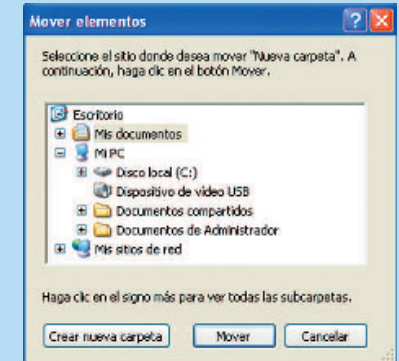 Mover elementos
Seleccione el sitio donde desea mover "Nueva carpeta". A
continuación, haga clic en el botón Mover.
Escritorio
Mis documentos
Mi PC
Disco local (C:)
Dispositivo de vídeo USB
Documentos compartidos
Documentos de Administrador
Mis sitios de red
Haga clic en el signo más para ver todas las subcarpetas.
Crear nueva carpeta Mover Cancelar